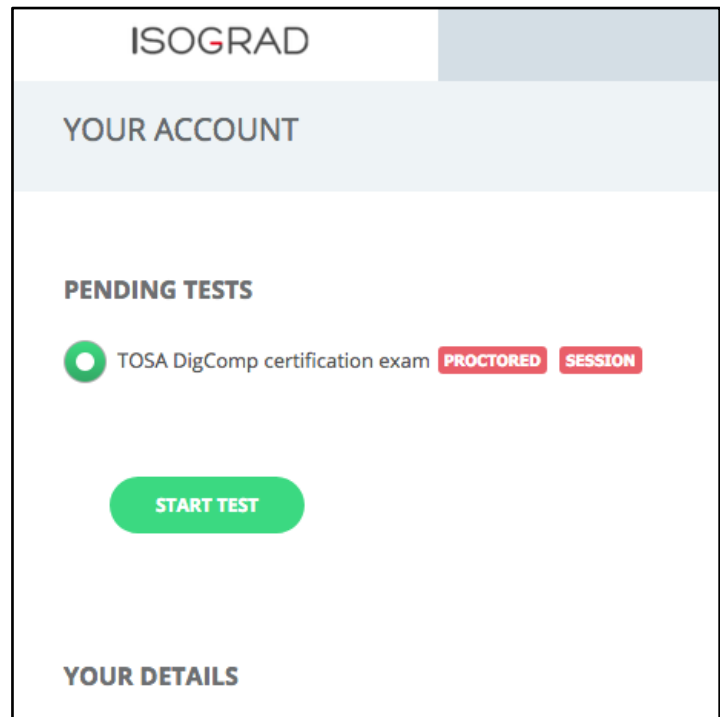 ISOGRAD
YOUR ACCOUNT
PENDING TESTS
TOSA DigComp certification exam PROCTORED SESSION
START TEST
YOUR DETAILS